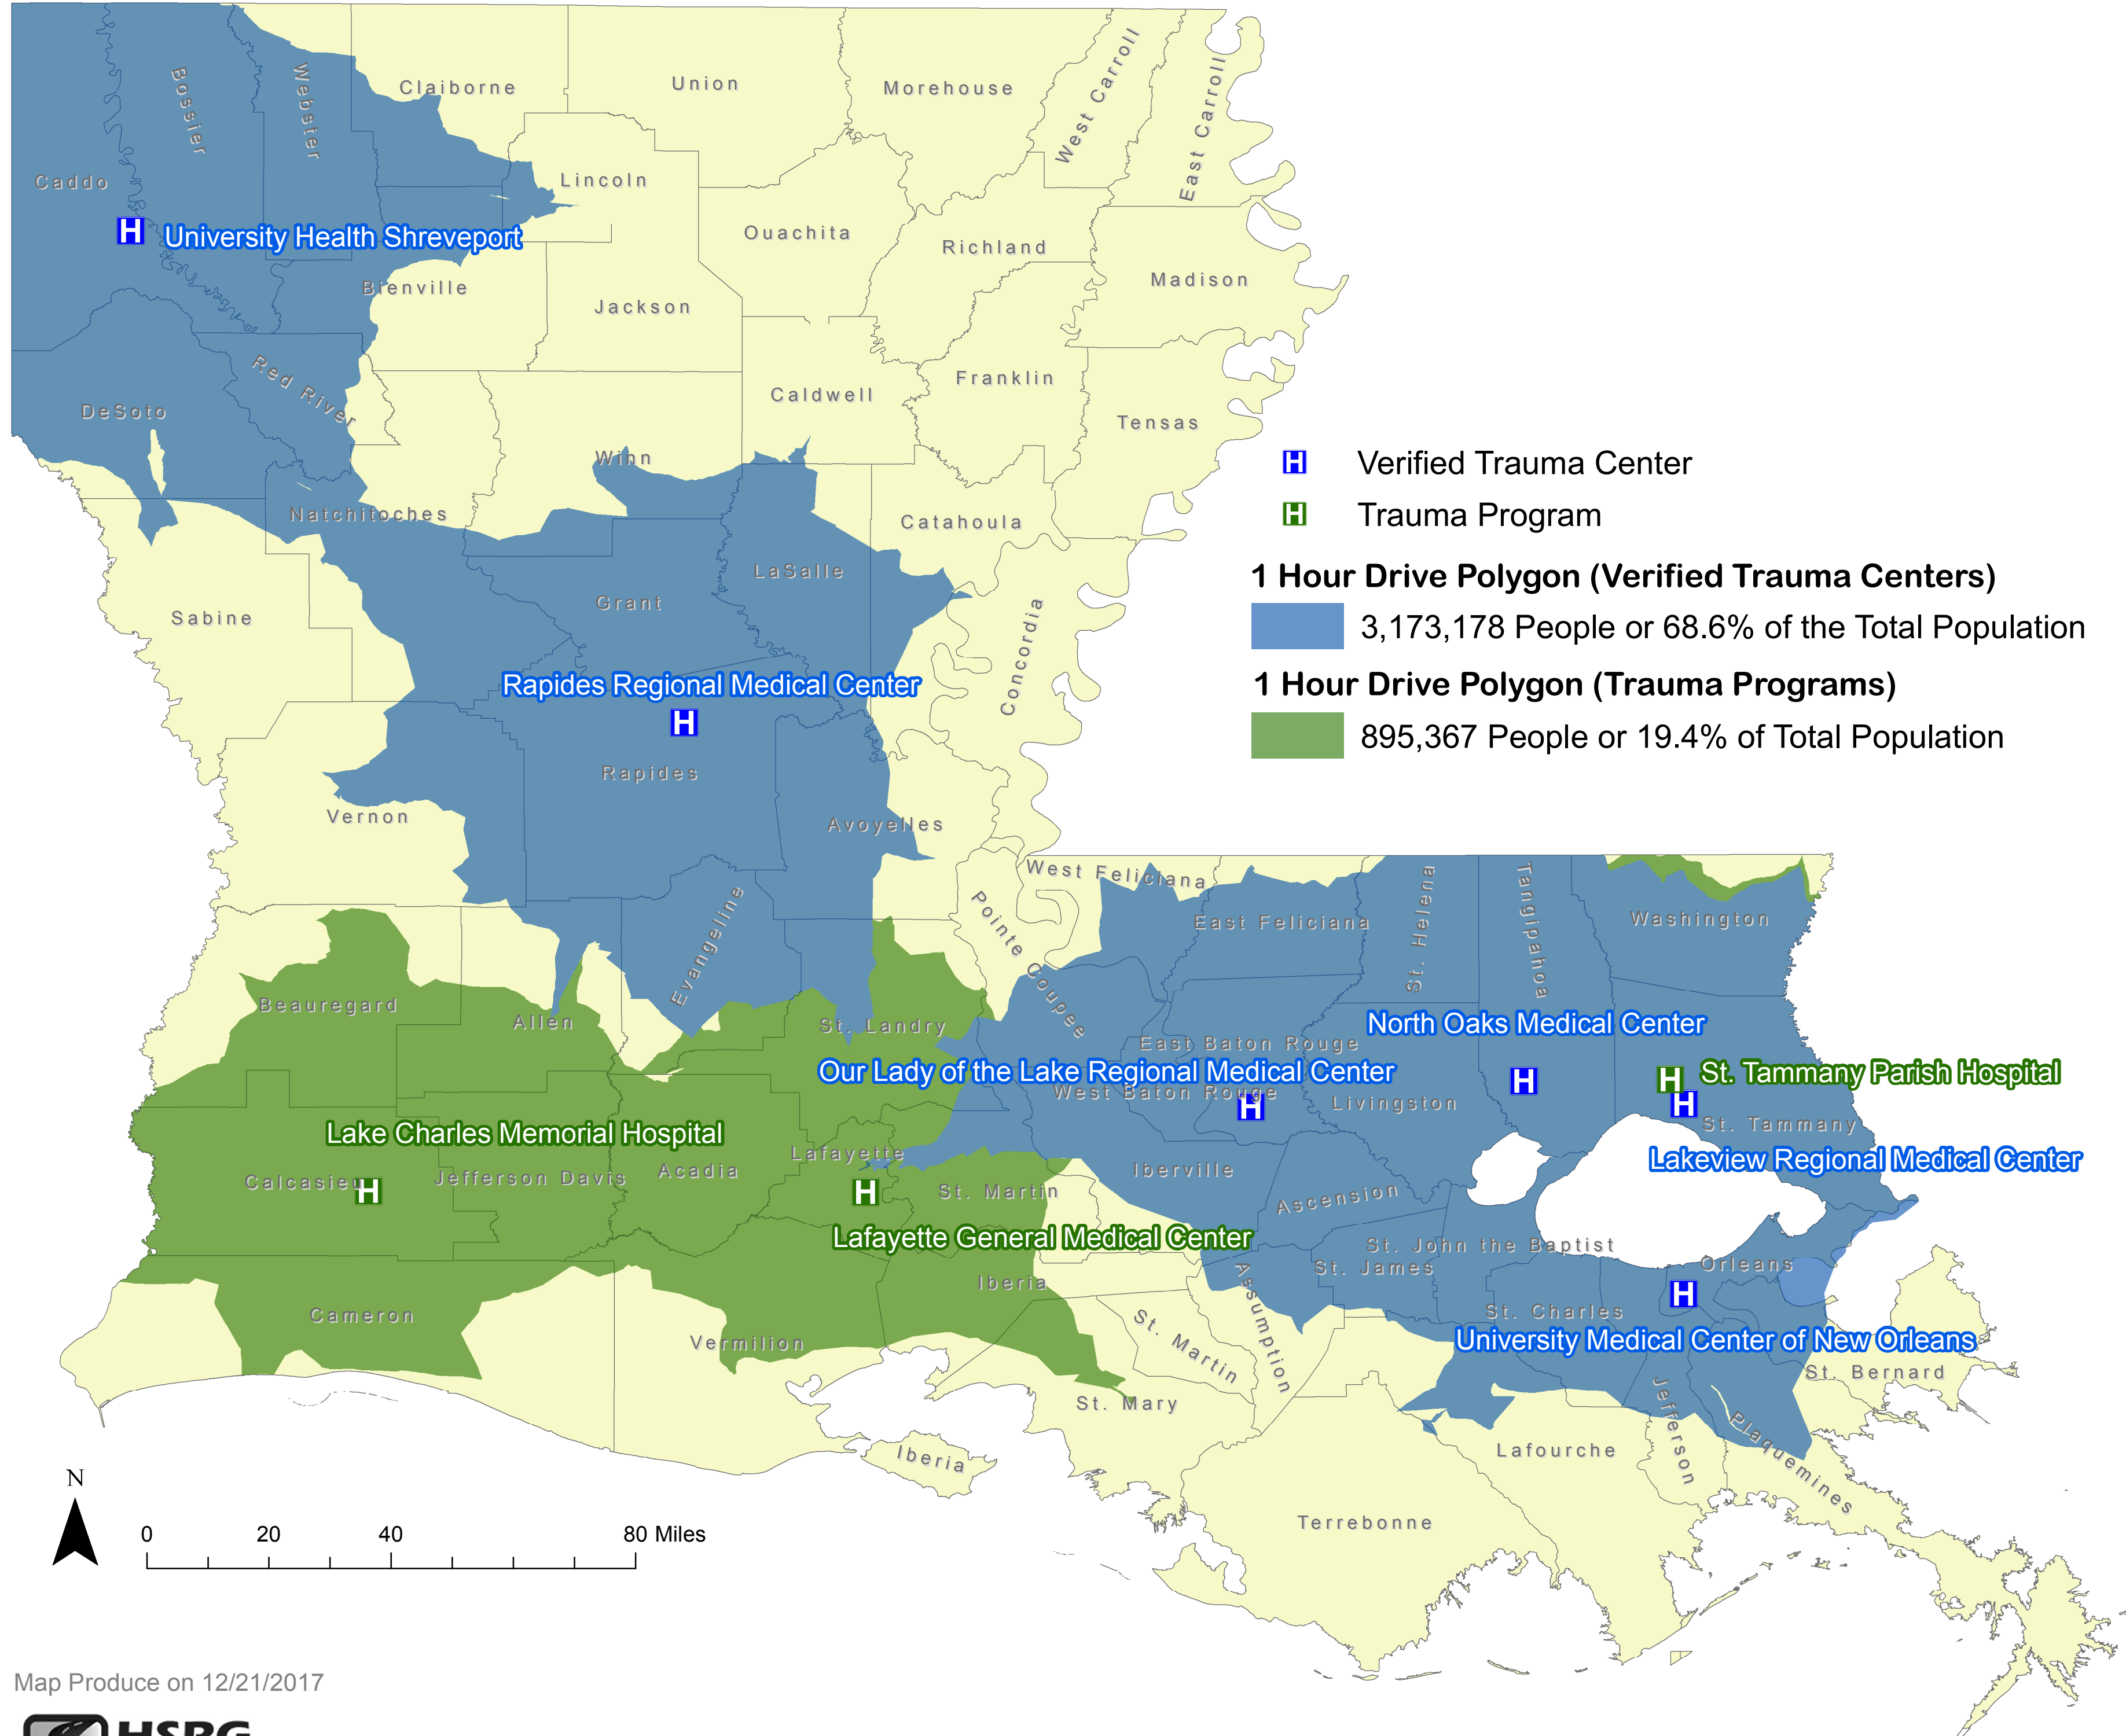 Claiborne
Union
Morehouse
West Carroll
East Carroll
Bossier
Webster
Caddo
Lincoln
University Health Shreveport
Ouachita
Richland
Madison
Bienville
Jackson
Red River
DeSoto
Caldwell
Franklin
Tensas
Winn
Natchitoches
Catahoula
LaSalle
Grant
Sabine
Concordia
Rapides Regional Medical Center
Rapides
Vernon
Avoyelles
H
H
Verified Trauma Center
Trauma Program
1 Hour Drive Polygon (Verified Trauma Centers)
3,173,178 People or 68.6% of the Total Population
1 Hour Drive Polygon (Trauma Programs)
895,367 People or 19.4% of Total Population
West Feliciana
Pointe Coupee
East Feliciana
St. Helena
Tangipahoa
Washington
Evangeline
Beauregard
Allen
St. Landry
North Oaks Medical Center
East Baton Rouge
Our Lady of the Lake Regional Medical Center
West Baton Rouge
Livingston
St. Tammany Parish Hospital
St. Tammany
Lakeview Regional Medical Center
Lake Charles Memorial Hospital
Calcasieu
Jefferson Davis
Acadia
Lafayette
St. Martin
Iberville
Ascension
Lafayette General Medical Center
St. John the Baptist
St. James
Orleans
Iberia
Assumption
St. Charles
University Medical Center of New Orleans
Cameron
Vermilion
St. Martin
St. Mary
St. Bernard
Jefferson
Plaquemines
Lafourche
Iberia
Terrebonne
N
0 20 40 80 Miles
Map Produce on 12/21/2017
HSRG